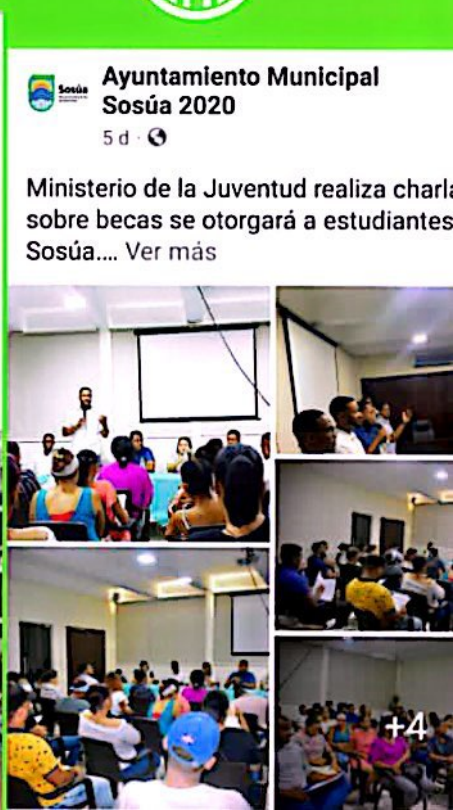 Sosúa
Ayuntamiento Municipal
Sosúa 2020
5 d ·
Ministerio de la Juventud realiza charla
sobre becas se otorgará a estudiantes
Sosúa.... Ver más
+4